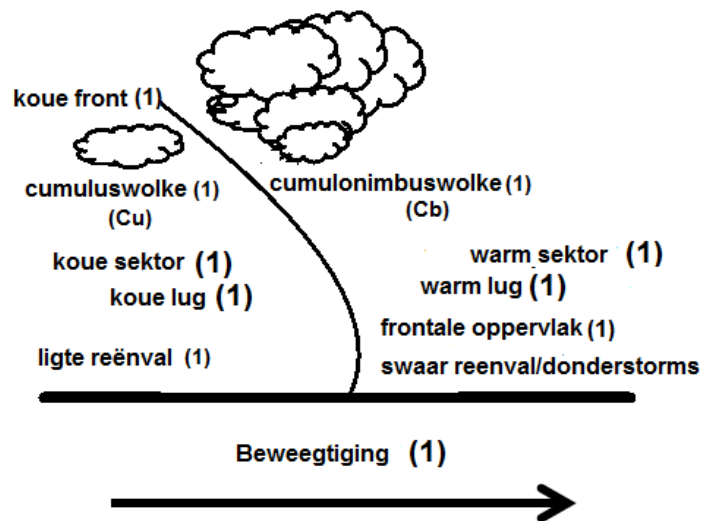 koue front (1)
cumuluswolke (1)
(Cu)
cumulonimbuswolke (1)
(Cb)
koue sektor (1)
koue lug (1)
warm sektor (1)
warm lug (1)
frontale oppervlak (1)
ligte reënval (1)
swaar reenval/donderstorms
Beweegtiging (1)